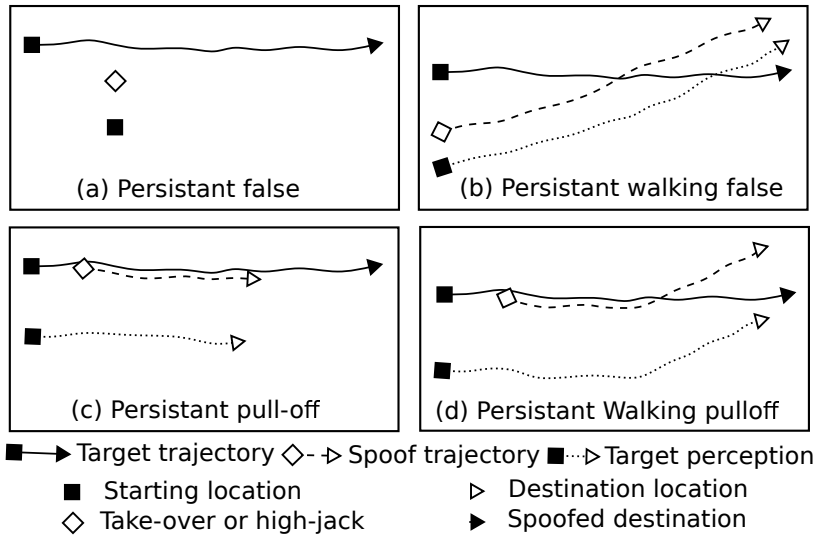 (a) Persistant false
(b) Persistant walking false
(c) Persistant pull-off
(d) Persistant Walking pulloff
Target trajectory Spoof trajectory Target perception
Starting location Destination location
Take-over or high-jack Spoofed destination